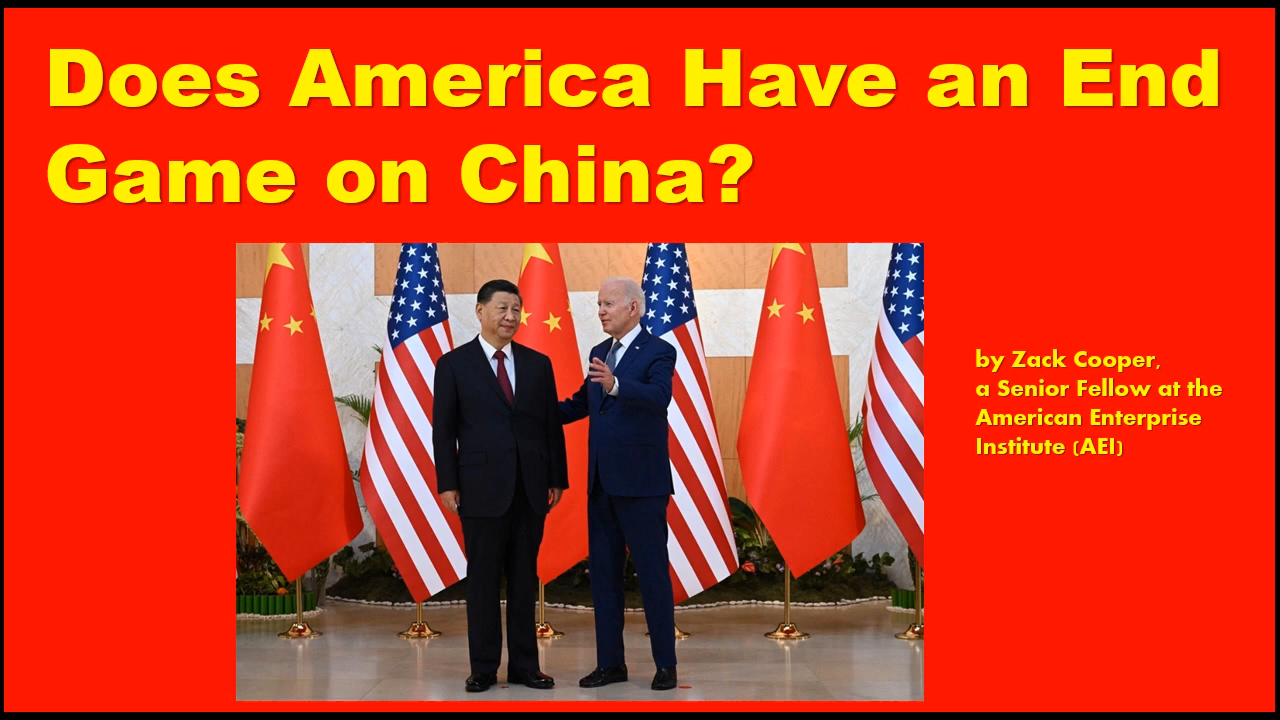 Does America Have an End
Game on China?
by Zack Cooper,
a Senior Fellow at the
American Enterprise
Institute (AEI)